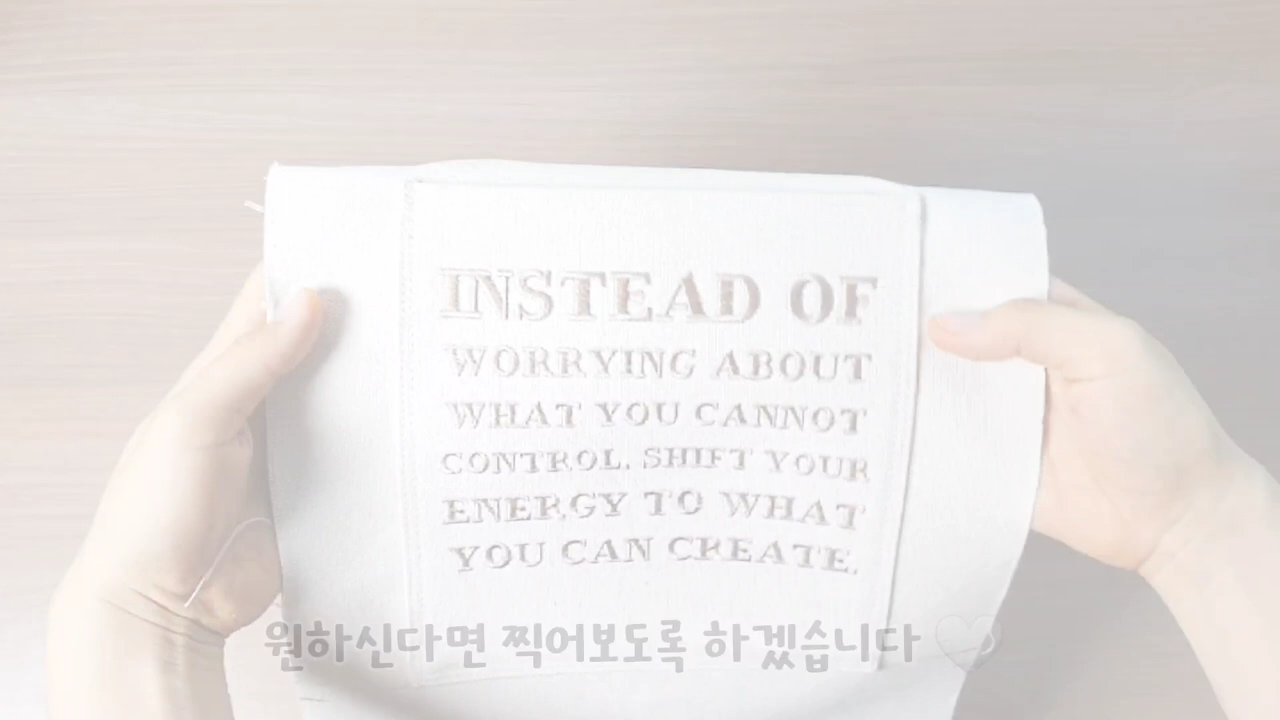 INSTEAD OF
WORRYING ABOUT
WHAT YOU CANNOT
CONTROL. SHIFT YOUR
ENERGY TO WHAT
YOU CAN CREATE.
원하신다면 찍어보도록 하겠습니다